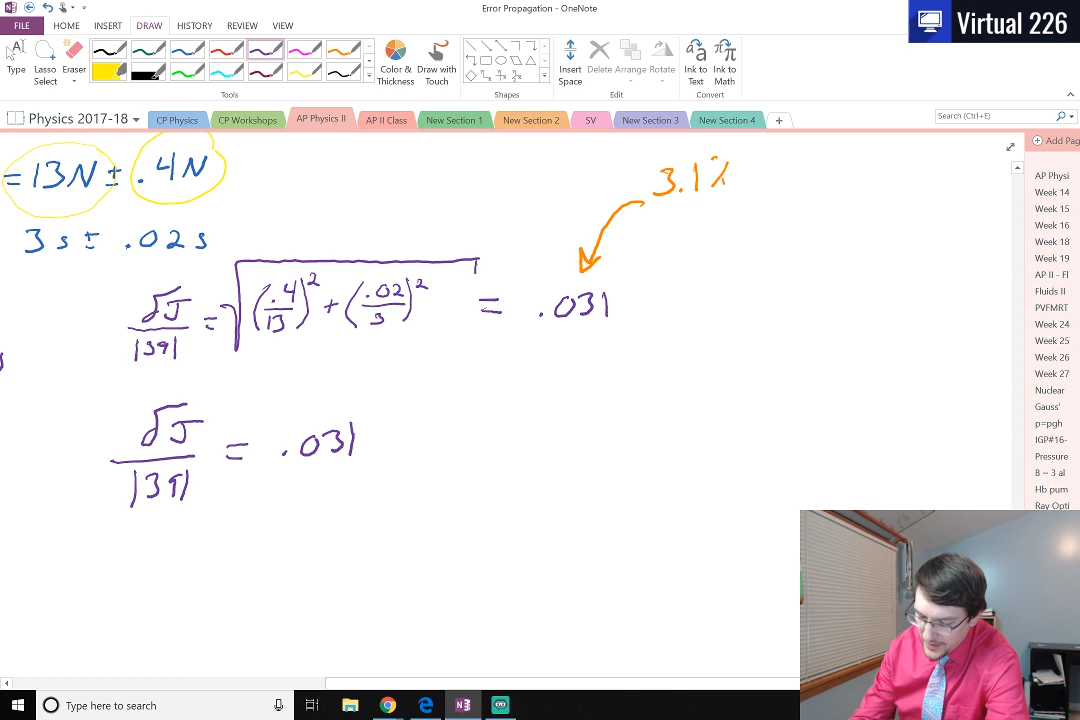 Error Propagation - OneNote
Virtual 226
FILE HOME INSERT DRAW HISTORY REVIEW VIEW
Type
Lasso Select
Eraser
Color & Thickness
Draw with Touch
Insert Space
Delete
Arrange
Rotate
Ink to Text
Ink to Math
Tools
Shapes
Edit
Convert
Physics 2017-18
CP Physics CP Workshops AP Physics II AP II Class New Section 1 New Section 2 SV New Section 3 New Section 4 +
Search (Ctrl+E)
Add Pag
AP Physi
Week 14
Week 15
Week 16
Week 18
Week 19
AP II - Fl
Fluids II
PVFMRT
Week 24
Week 25
Week 26
Week 27
Nuclear
Gauss'
p=pgh
IGP#16-
Pressure
B ~ 3 al
Hb pum
Ray Opti
= 13N ± .4N
3.1%
3 s ± .02 s
δJ/|39| = √((.4/13)² + (.02/3)²) = .031
δJ/|39| = .031
Type here to search